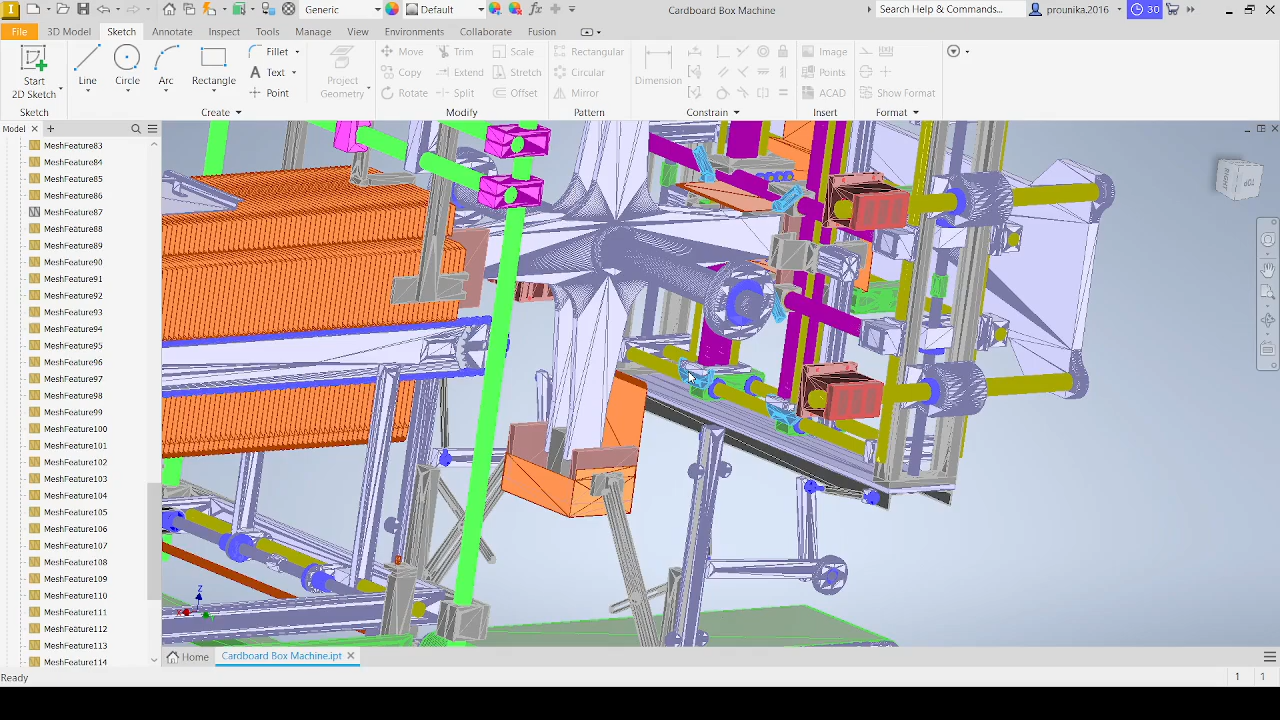 Generic
Default
Cardboard Box Machine
Search Help & Commands...
prounika.2016
30
File
3D Model
Sketch
Annotate
Inspect
Tools
Manage
View
Environments
Collaborate
Fusion
Start
2D Sketch
Line
Circle
Arc
Rectangle
Fillet
Text
Point
Project
Geometry
Move
Copy
Rotate
Trim
Extend
Split
Scale
Stretch
Offset
Rectangular
Circular
Mirror
Dimension
Image
Points
ACAD
Show Format
Sketch
Create
Modify
Pattern
Constrain
Insert
Format
Model
MeshFeature83
MeshFeature84
MeshFeature85
MeshFeature86
MeshFeature87
MeshFeature88
MeshFeature89
MeshFeature90
MeshFeature91
MeshFeature92
MeshFeature93
MeshFeature94
MeshFeature95
MeshFeature96
MeshFeature97
MeshFeature98
MeshFeature99
MeshFeature100
MeshFeature101
MeshFeature102
MeshFeature103
MeshFeature104
MeshFeature105
MeshFeature106
MeshFeature107
MeshFeature108
MeshFeature109
MeshFeature110
MeshFeature111
MeshFeature112
MeshFeature113
MeshFeature114
RIGHT
TOP
Z
Home
Cardboard Box Machine.ipt
Ready
1
1